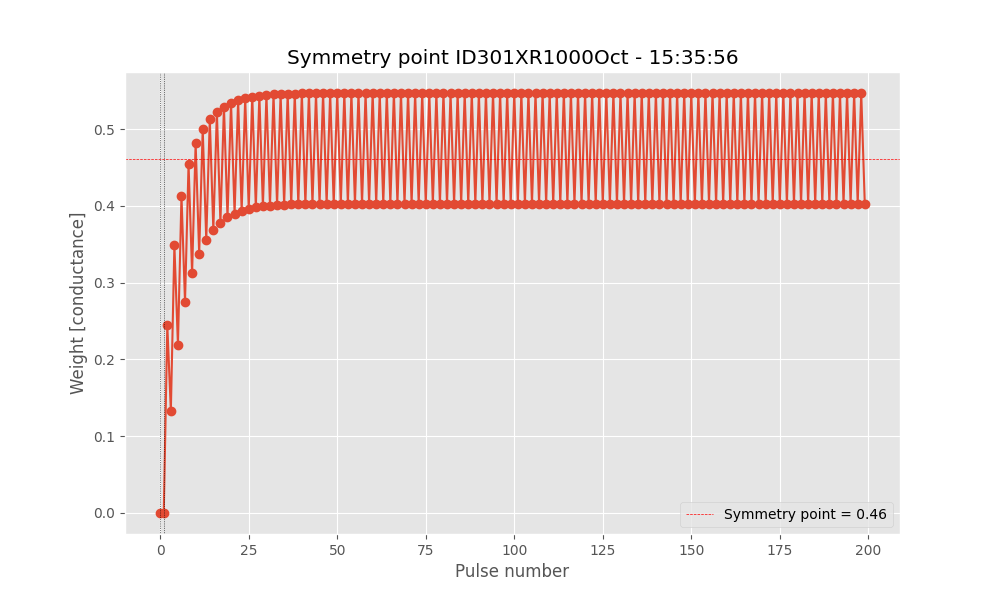 Symmetry point ID301XR1000Oct - 15:35:56
Weight [conductance]
0.5
0.4
0.3
0.2
0.1
0.0
Symmetry point = 0.46
0 25 50 75 100 125 150 175 200
Pulse number